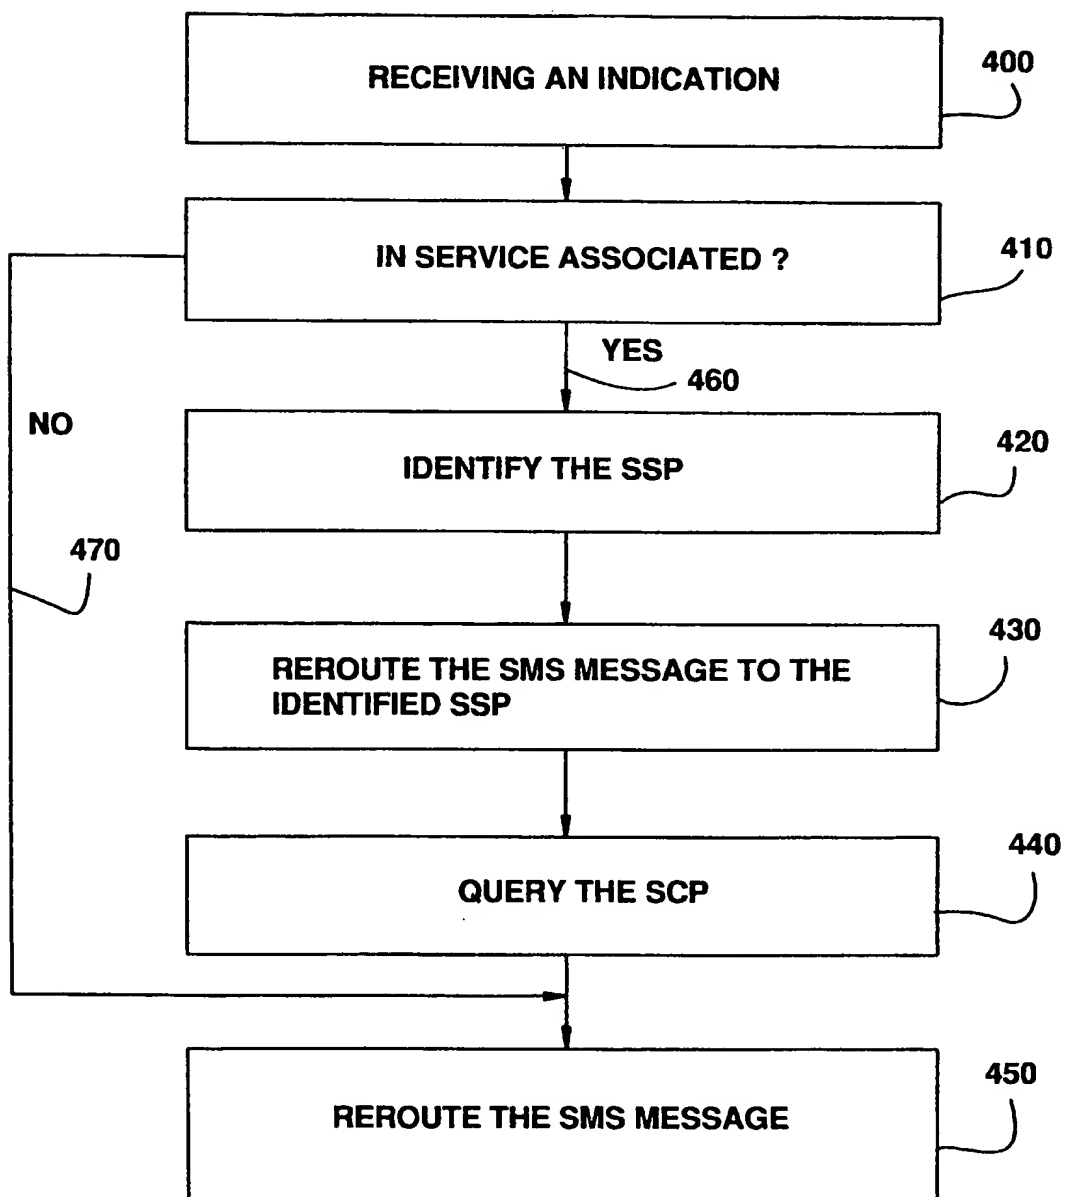 RECEIVING AN INDICATION
400
IN SERVICE ASSOCIATED ?
410
YES
460
NO
IDENTIFY THE SSP
420
470
REROUTE THE SMS MESSAGE TO THE
IDENTIFIED SSP
430
QUERY THE SCP
440
REROUTE THE SMS MESSAGE
450